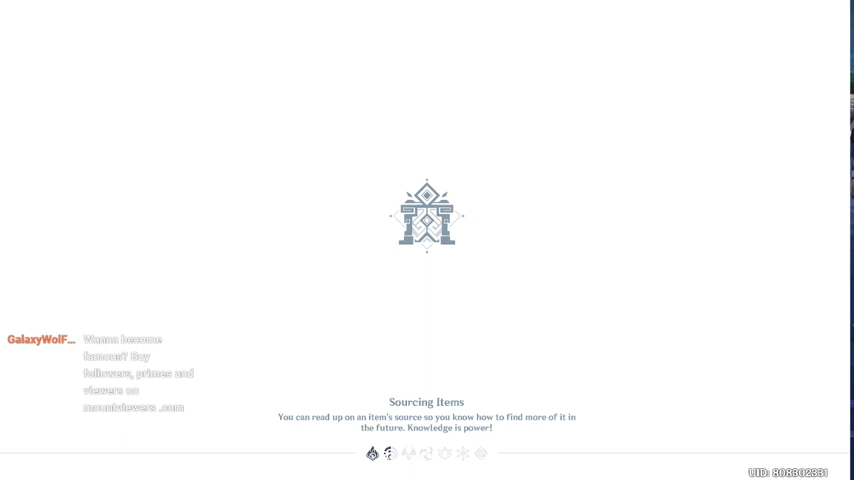 GalaxyWolF... Wanna become
famous? Buy
followers, primes and
viewers on
mountviewers .com
Sourcing Items
You can read up on an item's source so you know how to find more of it in
the future. Knowledge is power!
UID: 808302331